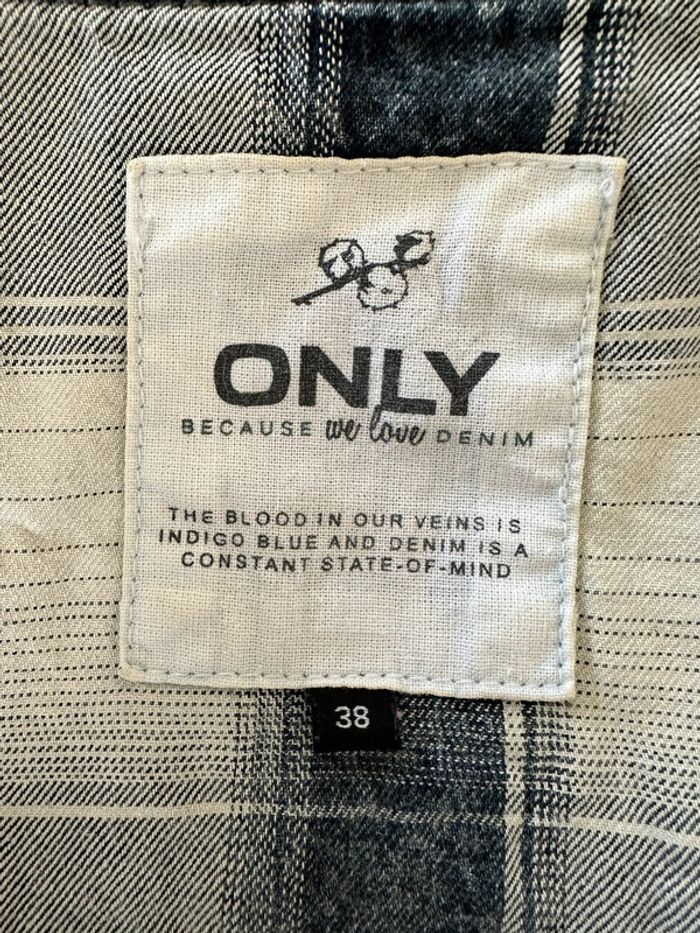 ONLY
BECAUSE we love DENIM
THE BLOOD IN OUR VEINS IS
INDIGO BLUE AND DENIM IS A
CONSTANT STATE-OF-MIND
38